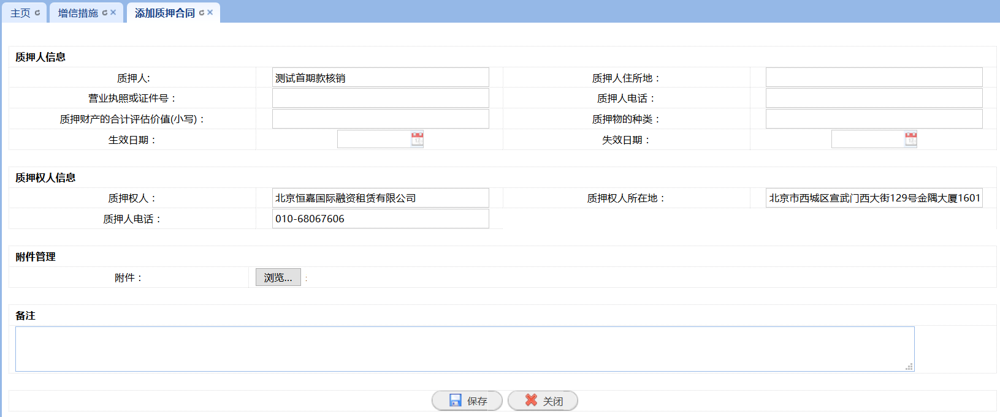 主页 增信措施 添加质押合同
质押人信息
质押人: 测试首期款核销 质押人住所地：
营业执照或证件号： 质押人电话：
质押财产的合计评估价值(小写)： 质押物的种类：
生效日期： 失效日期：
质押权人信息
质押权人： 北京恒嘉国际融资租赁有限公司 质押权人所在地： 北京市西城区宣武门西大街129号金隅大厦1601
质押人电话： 010-68067606
附件管理
附件： 浏览... :
备注
保存 关闭